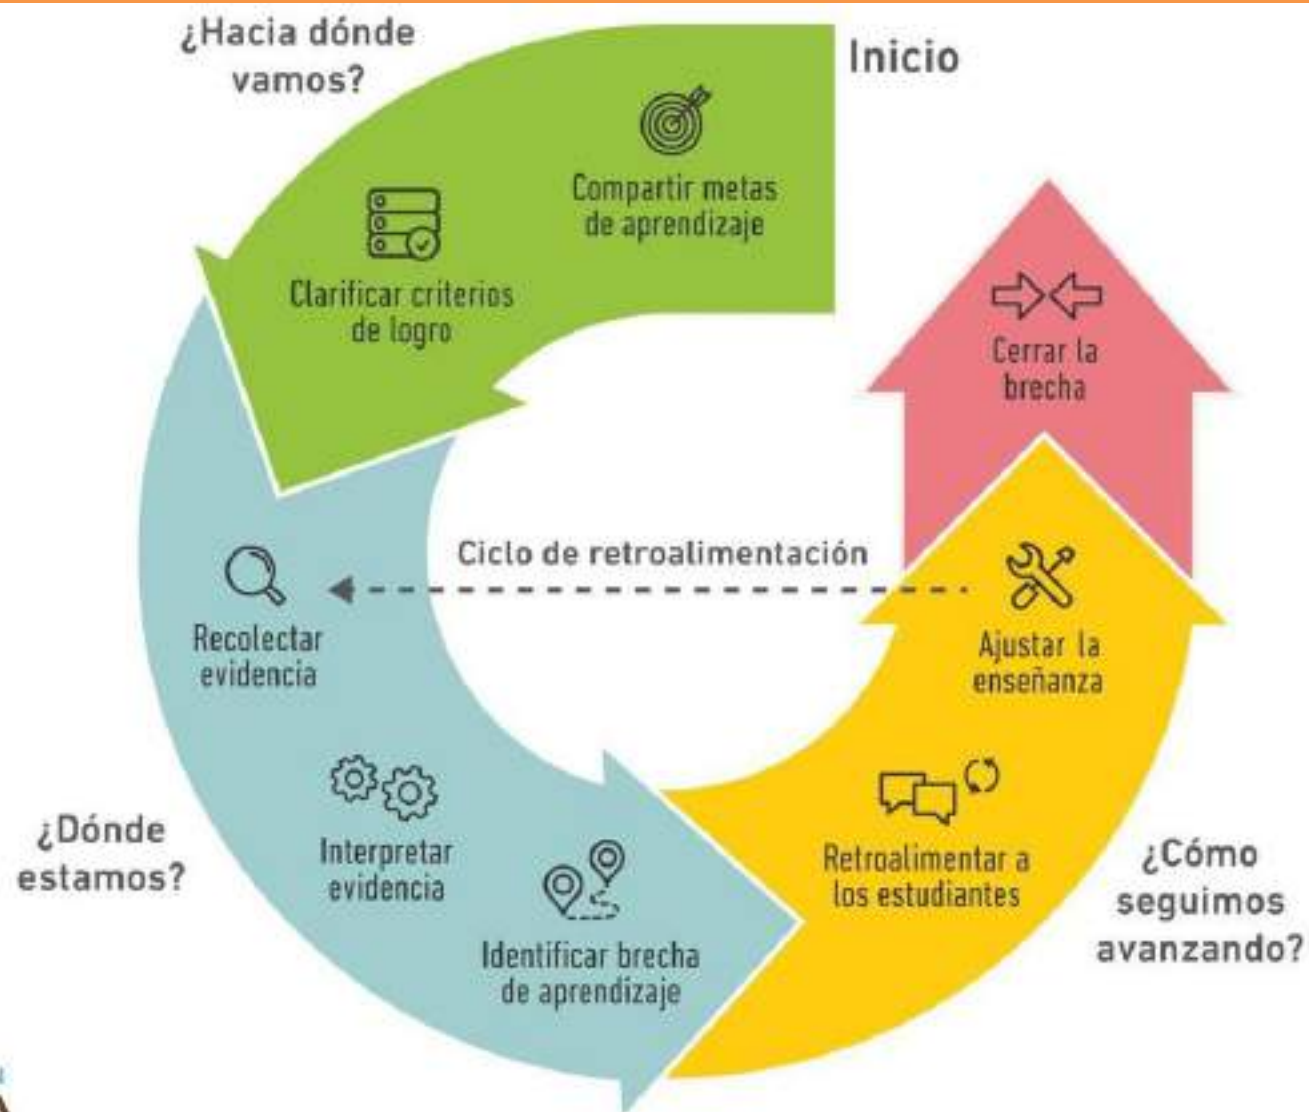 ¿Hacia dónde
vamos?
Inicio
Compartir metas
de aprendizaje
Clarificar criterios
de logro
Cerrar la
brecha
Ciclo de retroalimentación
Recolectar
evidencia
Ajustar la
enseñanza
¿Dónde
estamos?
Interpretar
evidencia
Identificar brecha
de aprendizaje
Retroalimentar a
los estudiantes
¿Cómo
seguimos
avanzando?